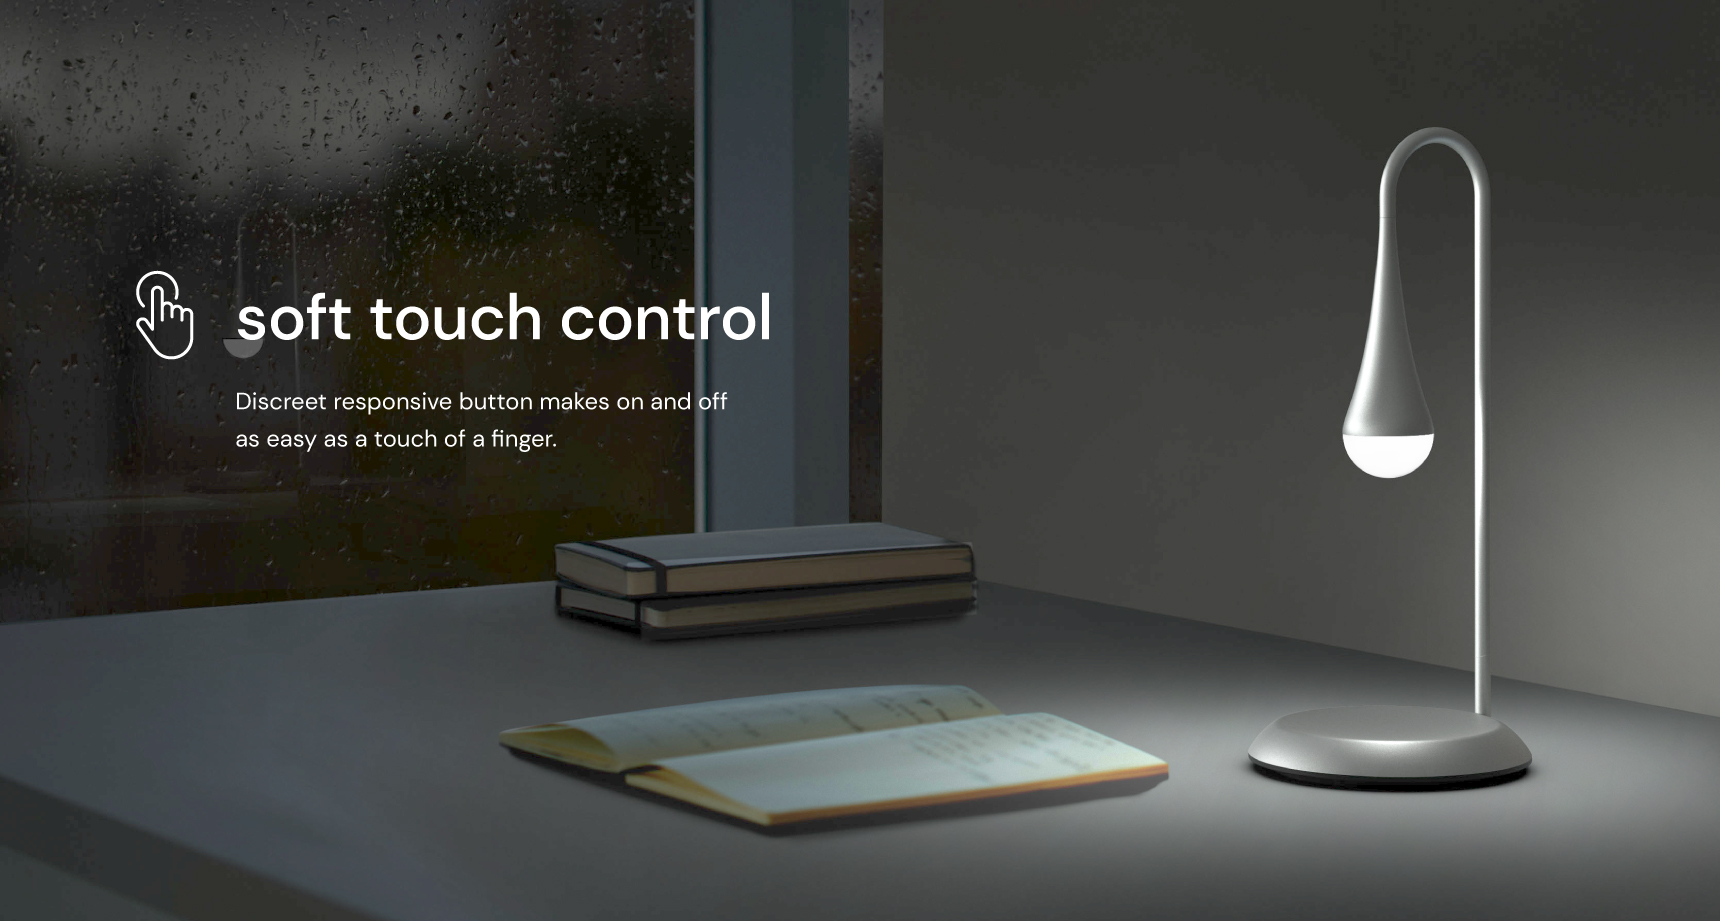 soft touch control
Discreet responsive button makes on and off
as easy as a touch of a finger.